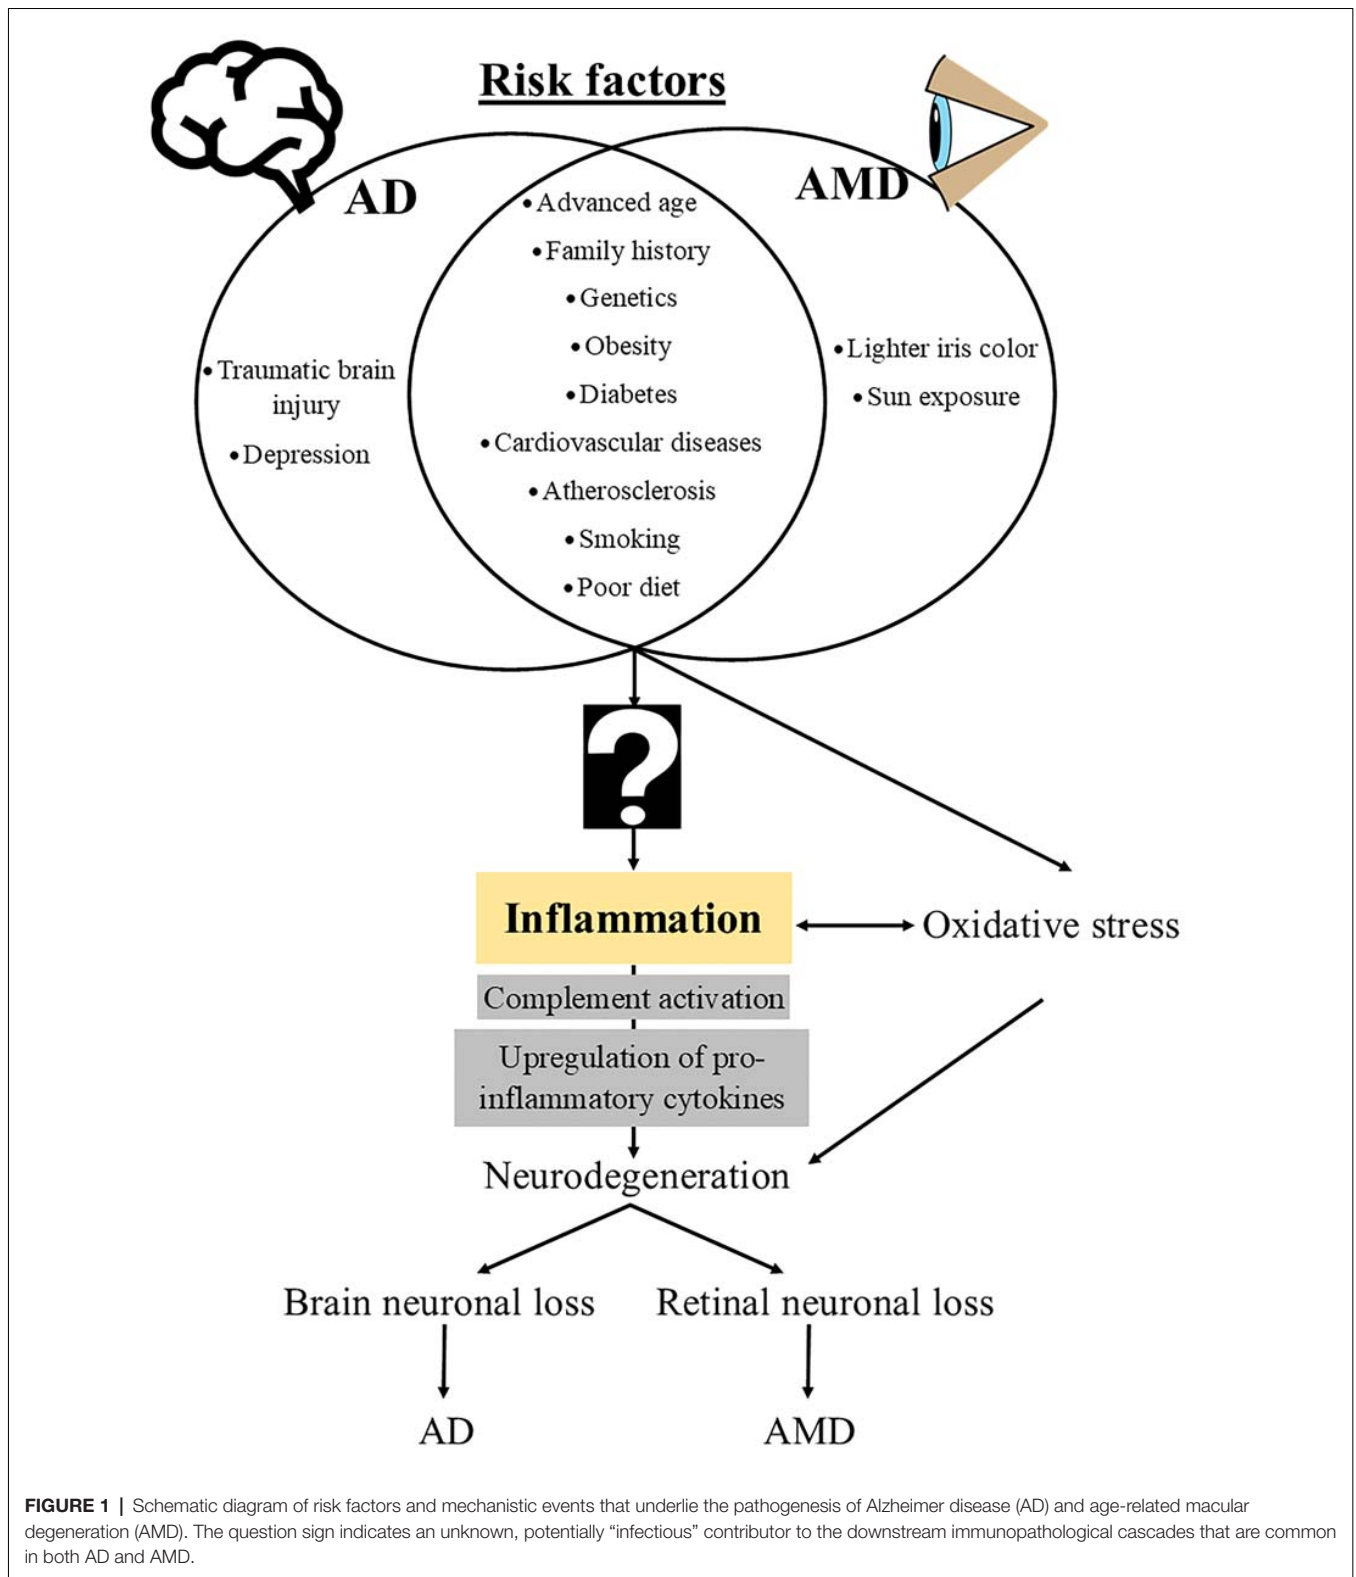 Risk factors
AD
AMD
•Advanced age
•Family history
•Genetics
•Obesity
•Diabetes
•Cardiovascular diseases
•Atherosclerosis
•Smoking
•Poor diet
•Traumatic brain
injury
•Depression
•Lighter iris color
•Sun exposure
?
Inflammation
Oxidative stress
Complement activation
Upregulation of pro-
inflammatory cytokines
Neurodegeneration
Brain neuronal loss
Retinal neuronal loss
AD
AMD
FIGURE 1 | Schematic diagram of risk factors and mechanistic events that underlie the pathogenesis of Alzheimer disease (AD) and age-related macular
degeneration (AMD). The question sign indicates an unknown, potentially “infectious” contributor to the downstream immunopathological cascades that are common
in both AD and AMD.